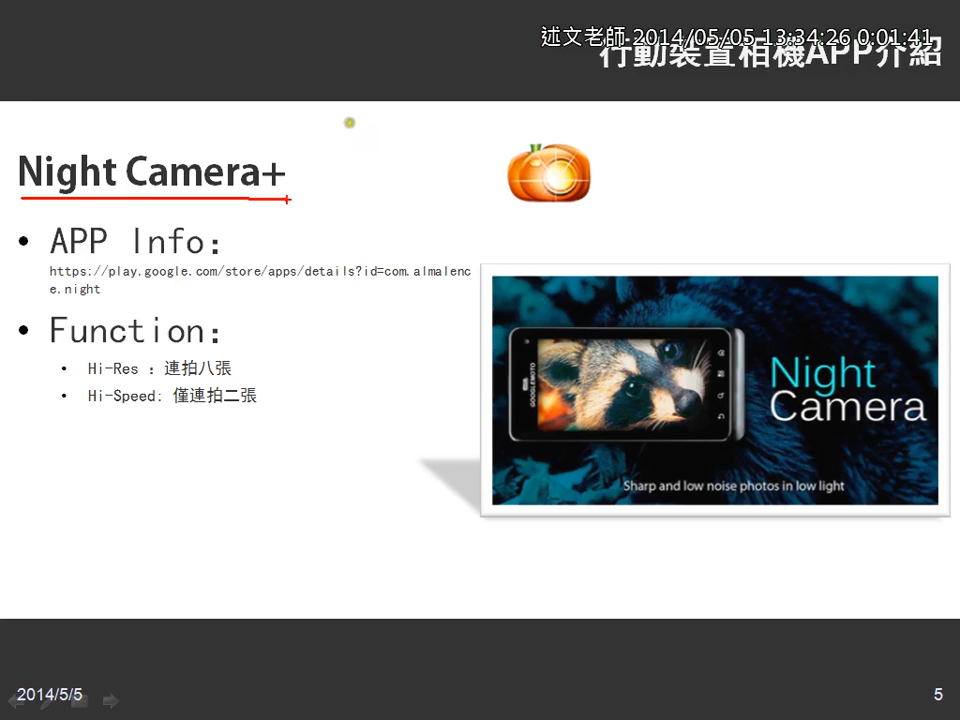 述文老師 2014/05/05 13:34:26 0:01:41
行動裝置相機APP介紹
Night Camera+
• APP Info：
https://play.google.com/store/apps/details?id=com.almalenc
e.night
• Function：
• Hi-Res ：連拍八張
• Hi-Speed: 僅連拍二張
GOOGLEMOTO
Night
Camera
Sharp and low noise photos in low light
2014/5/5
5